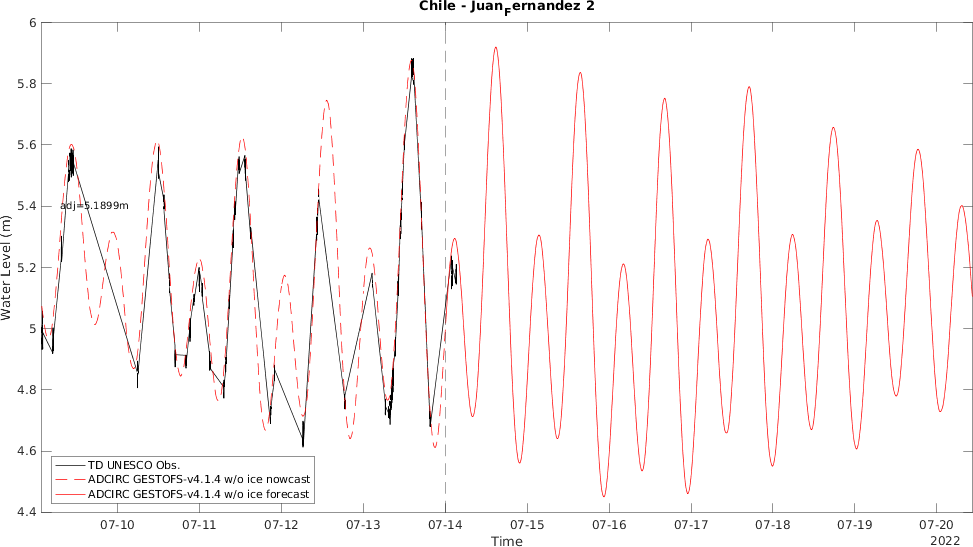 Chile - Juan_Fernandez 2
6
5.8
5.6
5.4
5.2
5
4.8
4.6
4.4
Water Level (m)
adj=5.1899m
TD UNESCO Obs.
ADCIRC GESTOFS-v4.1.4 w/o ice nowcast
ADCIRC GESTOFS-v4.1.4 w/o ice forecast
07-10 07-11 07-12 07-13 07-14 07-15 07-16 07-17 07-18 07-19 07-20
Time
2022